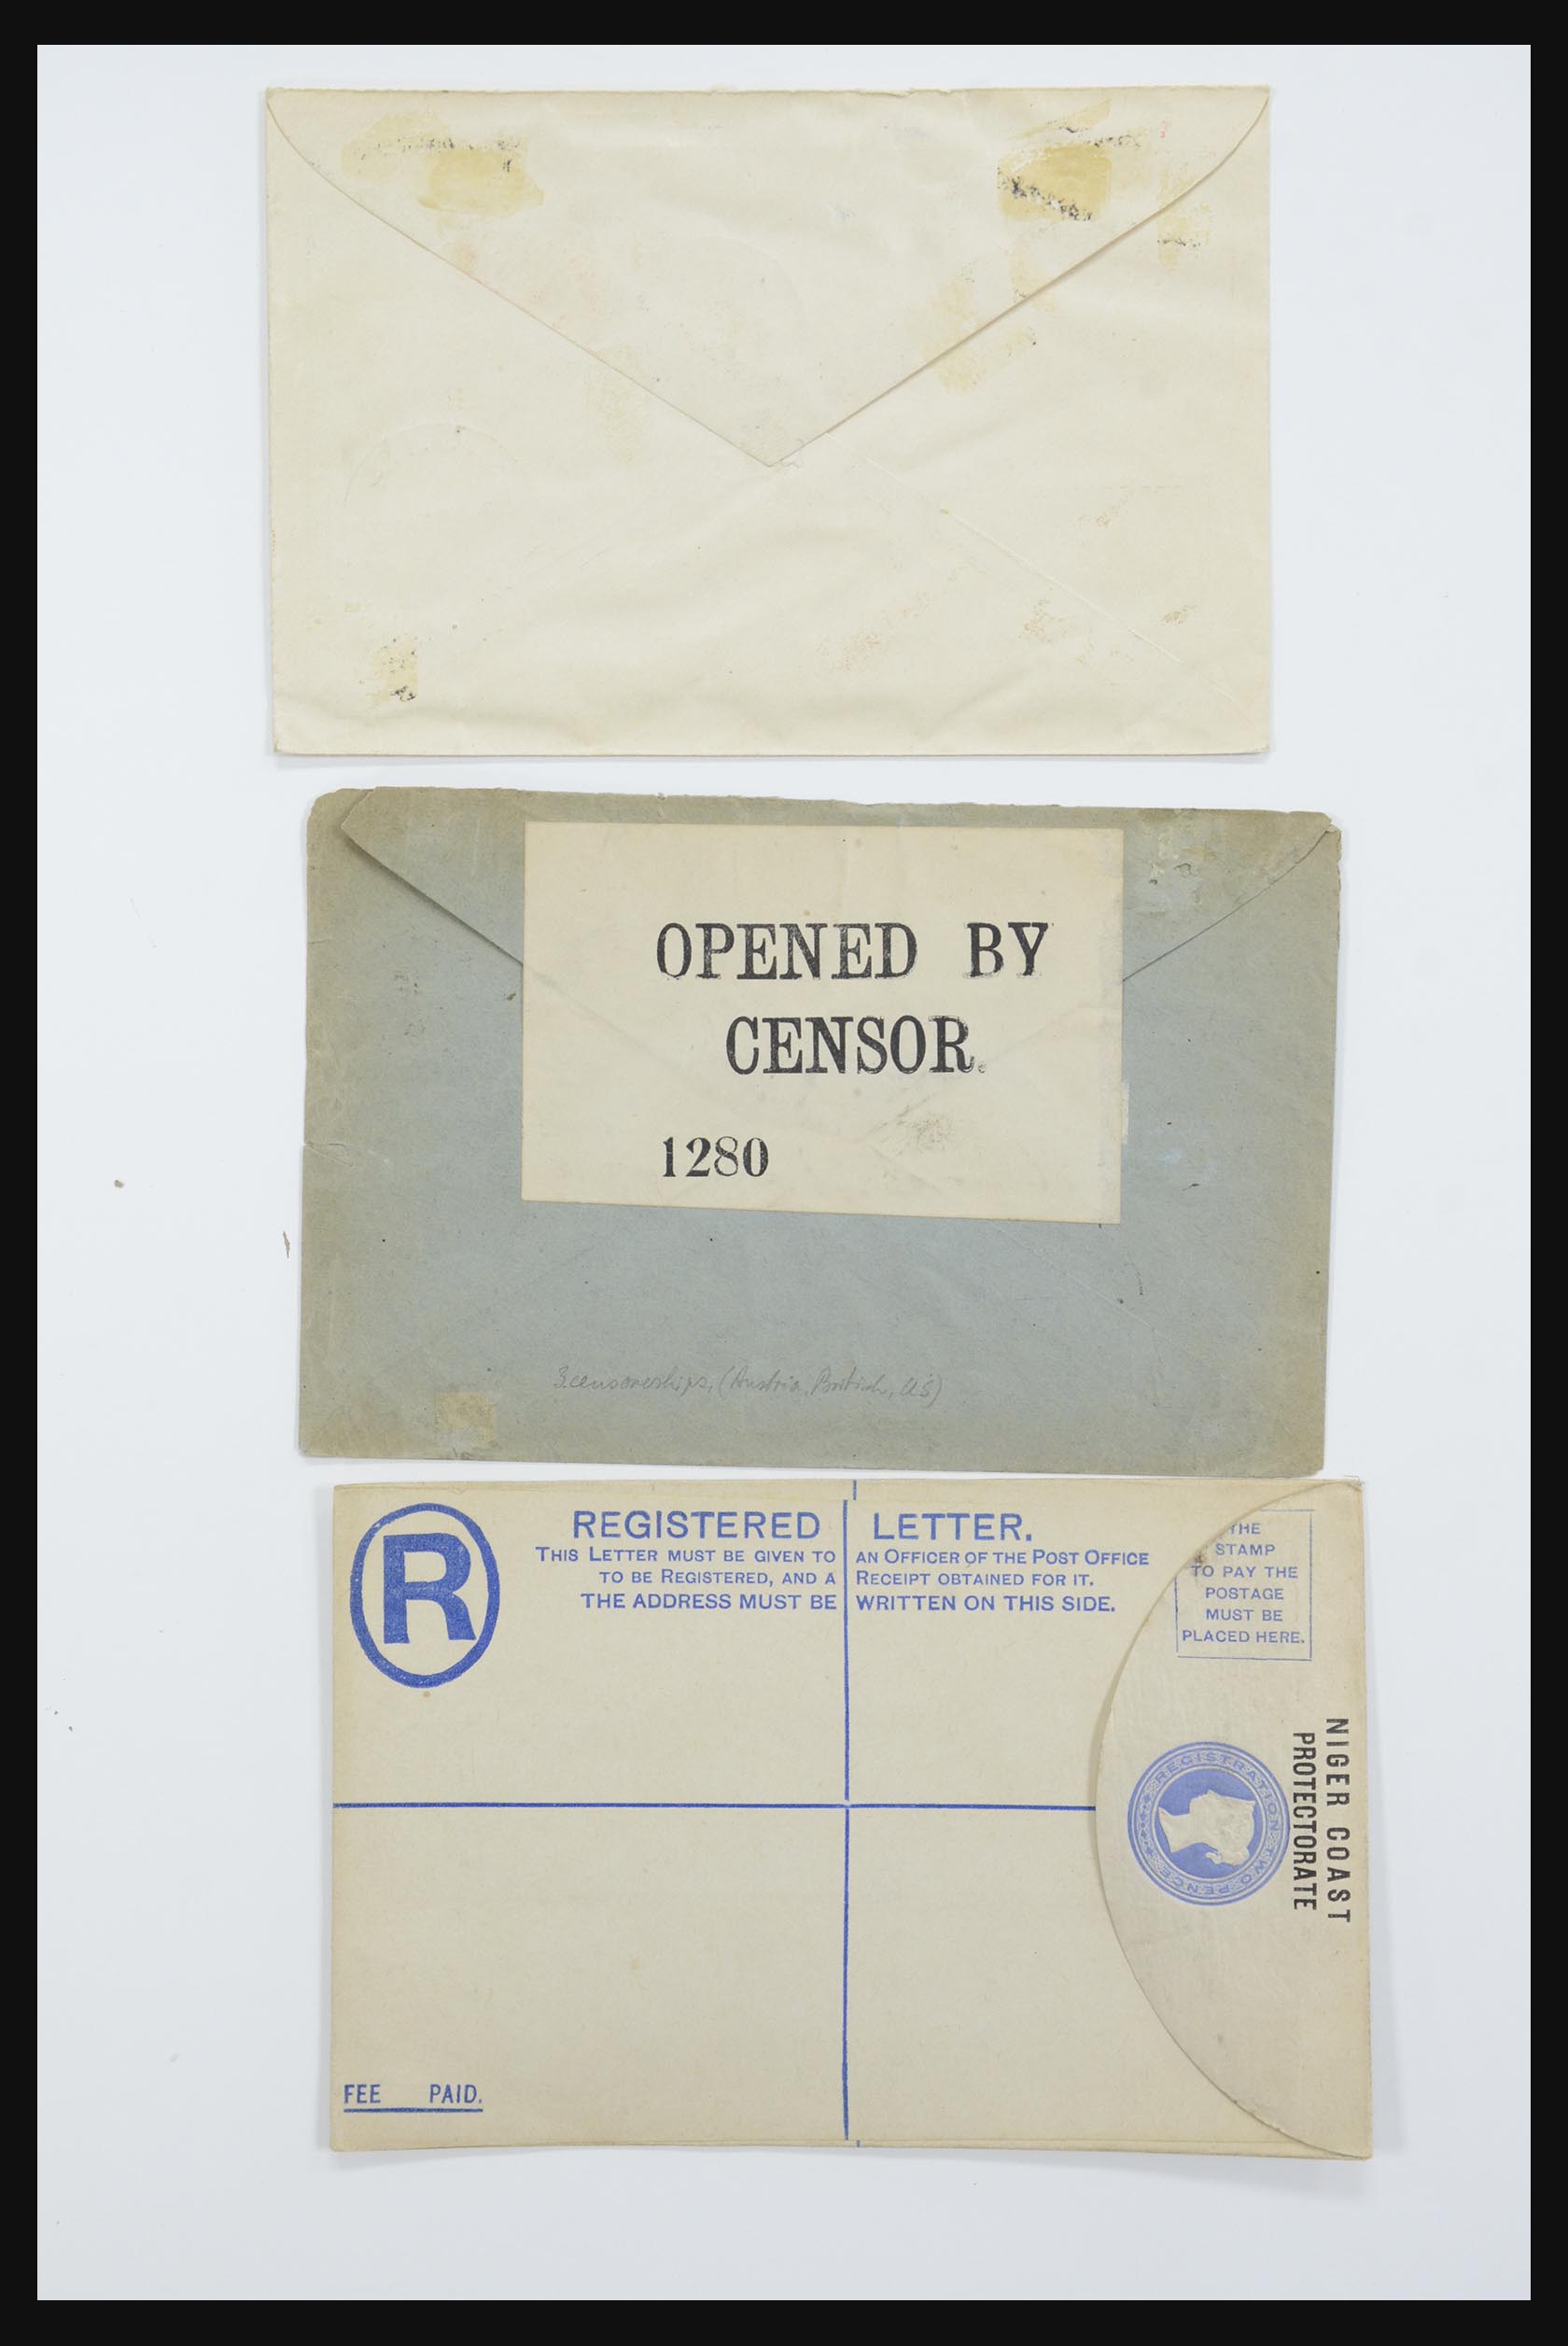 OPENED BY
CENSOR.
1280
3 censoreships, (Austria, British, US)
R
REGISTERED LETTER.
THIS LETTER MUST BE GIVEN TO AN OFFICER OF THE POST OFFICE
TO BE REGISTERED, AND A RECEIPT OBTAINED FOR IT.
THE ADDRESS MUST BE WRITTEN ON THIS SIDE.
THE
STAMP
TO PAY THE
POSTAGE
MUST BE
PLACED HERE.
NIGER COAST
PROTECTORATE
REGISTRATION TWO PENCE
FEE PAID.